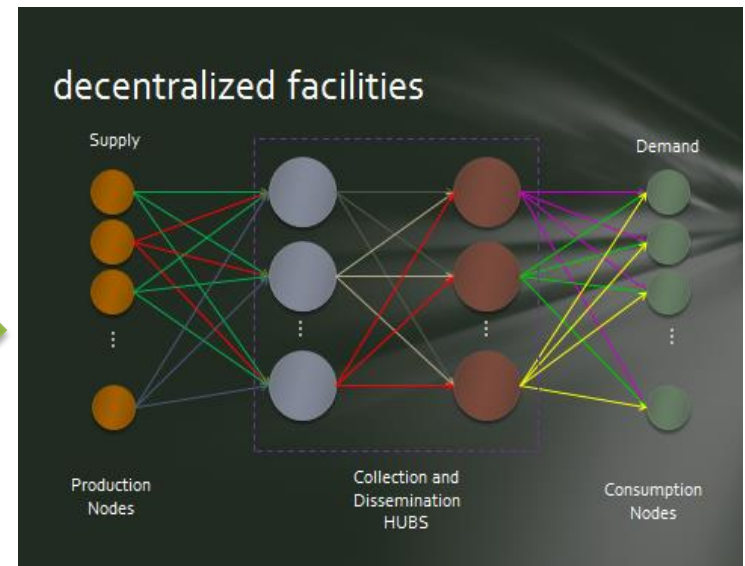 decentralized facilities
Supply
Demand
Production
Nodes
Collection and
Dissemination
HUBS
Consumption
Nodes